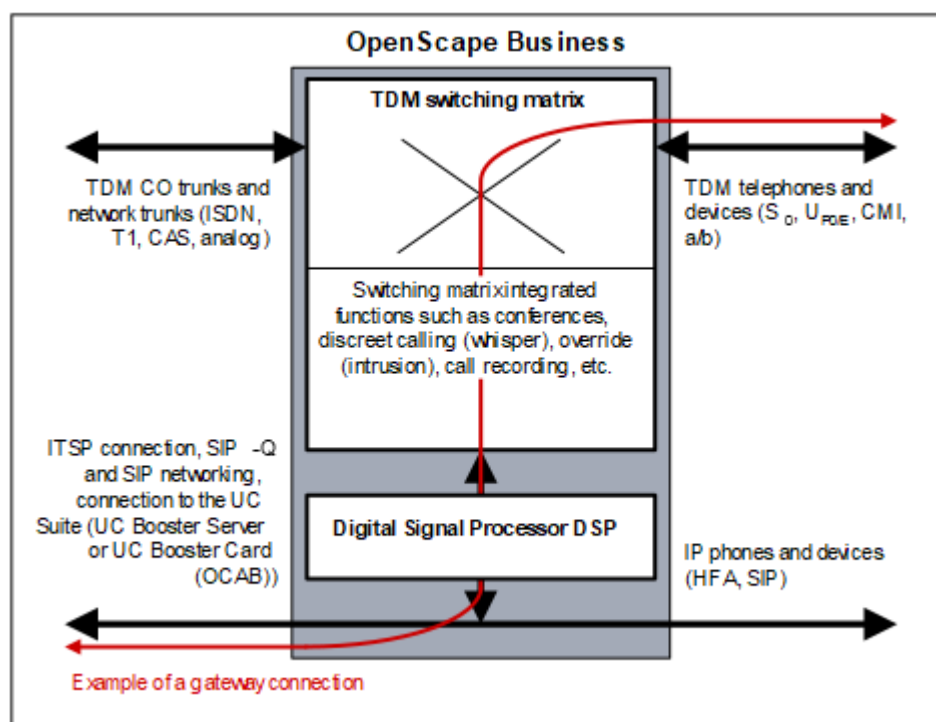 OpenScape Business
TDM switching matrix
TDM CO trunks and
network trunks (ISDN,
T1, CAS, analog)
TDM telephones and
devices (S0, UP0/E, CMI,
a/b)
Switching matrixintegrated
functions such as conferences,
discreet calling (whisper), override
(intrusion), call recording, etc.
ITSP connection, SIP -Q
and SIP networking,
connection to the UC
Suite (UC Booster Server
or UC Booster Card
(OCAB))
Digital Signal Processor DSP
IP phones and devices
(HFA, SIP)
Example of a gateway connection